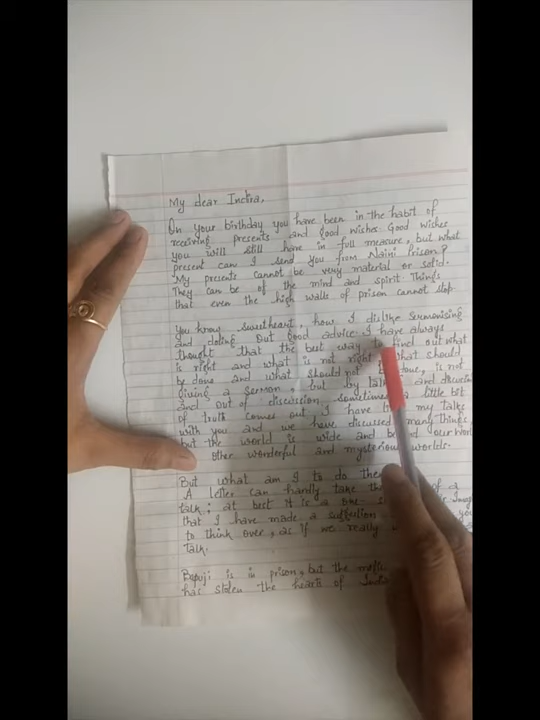 My dear Indira,
On your birthday you have been in the habit of
receiving presents and good wishes. Good wishes
you will still have in full measure, but what
present can I send you from Naini Prison?
My presents cannot be very material or solid.
They can be of the mind and spirit Things
that even the high walls of prison cannot stop.
You know sweetheart, how I dislike sermonising
and doling out good advice. I have always
thought that the best way to find out what
is right and what is not right what should
be done and what should not be done, is not
giving a sermon, but by talking and
and out of discussion sometimes a little bit
of truth comes out I have my talks
with you and we have discussed many things,
but the world is wide and our world
other wonderful and mysterious worlds.
But what am I to do
A letter can hardly take the of a
talk; at best it is a one
that I have made a suggestion
to think over, as if we really
talk.
Bapuji is in prison, but the
has stolen the hearts of